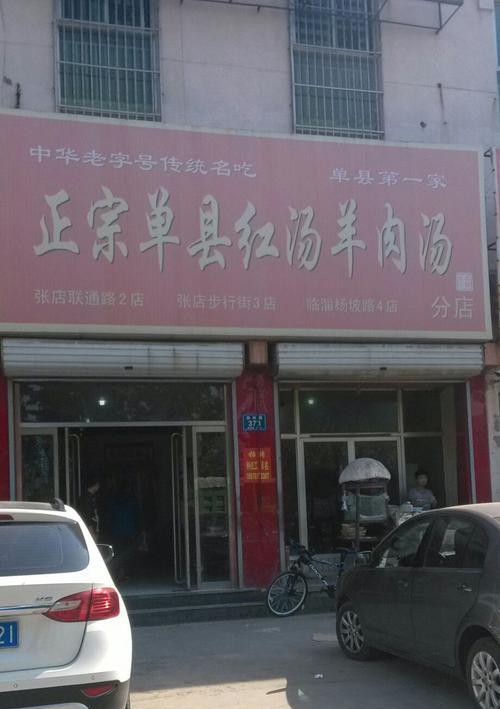 中华老字号传统名吃
单县第一家
正宗单县红汤羊肉汤
张店联通路2店
张店步行街3店
临淄杨坡路4店
分店
371
21